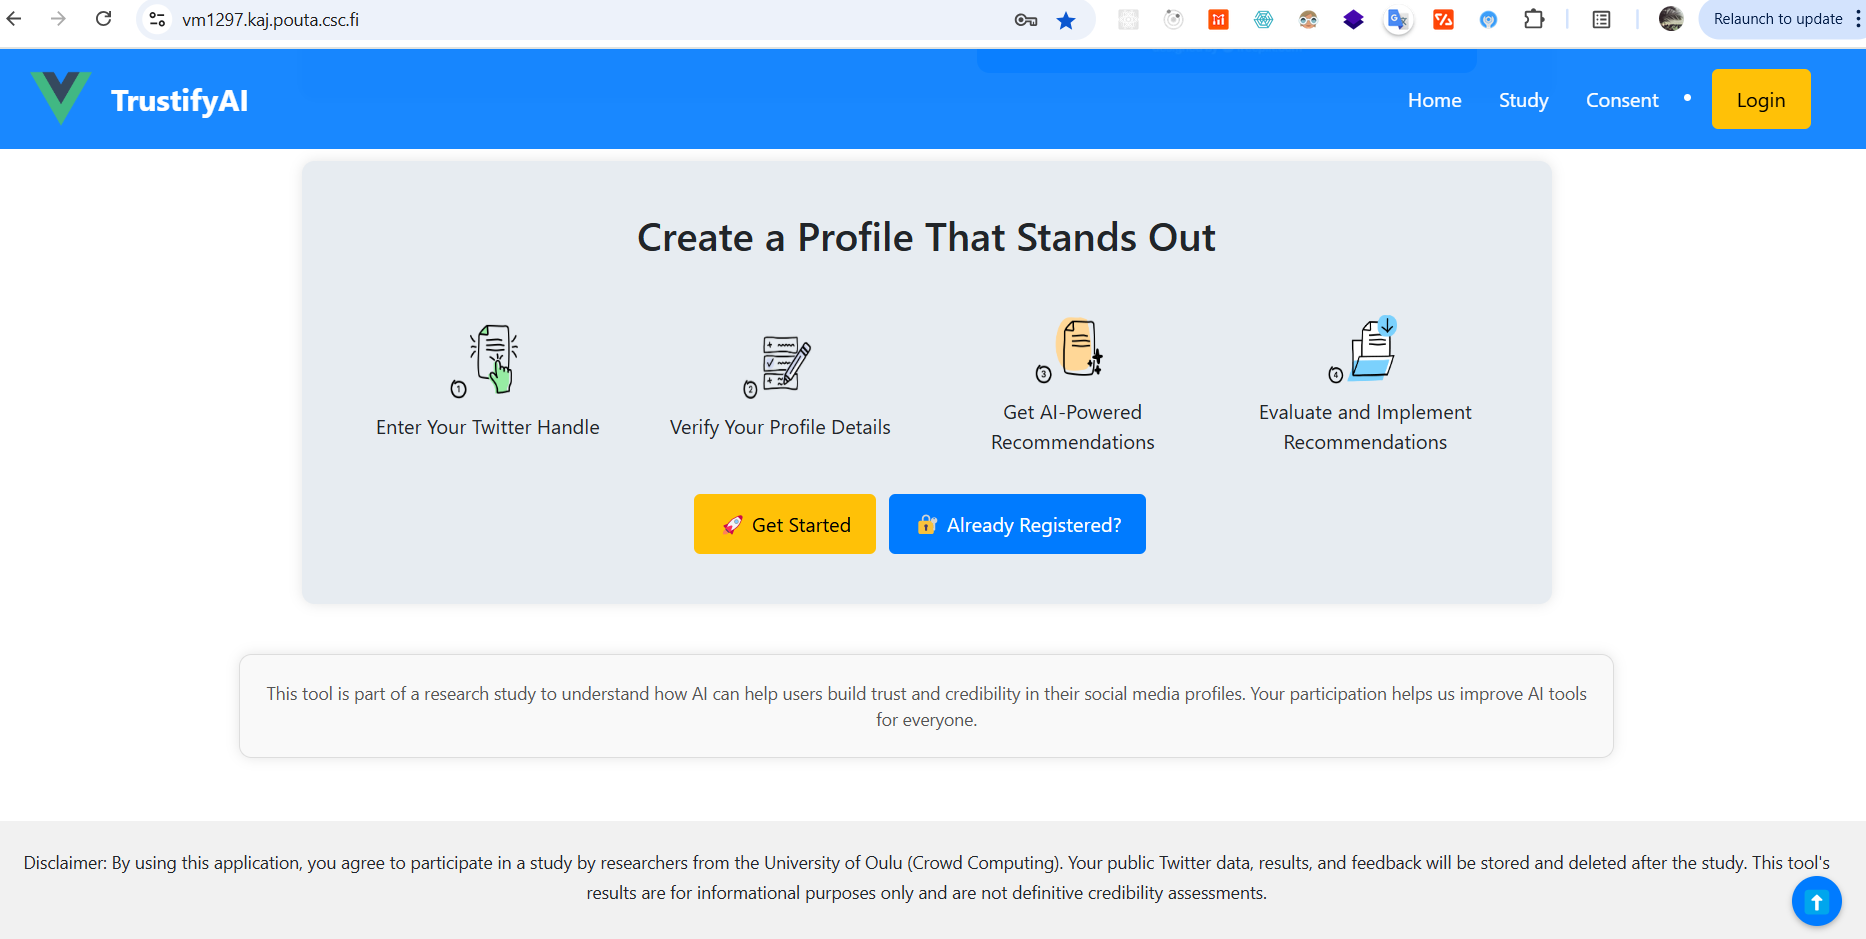 vm1297.kaj.pouta.csc.fi
Relaunch to update
TrustifyAI
Home
Study
Consent
Login
Create a Profile That Stands Out
1
Enter Your Twitter Handle
2
Verify Your Profile Details
3
Get AI-Powered
Recommendations
4
Evaluate and Implement
Recommendations
Get Started
Already Registered?
This tool is part of a research study to understand how AI can help users build trust and credibility in their social media profiles. Your participation helps us improve AI tools
for everyone.
Disclaimer: By using this application, you agree to participate in a study by researchers from the University of Oulu (Crowd Computing). Your public Twitter data, results, and feedback will be stored and deleted after the study. This tool's
results are for informational purposes only and are not definitive credibility assessments.